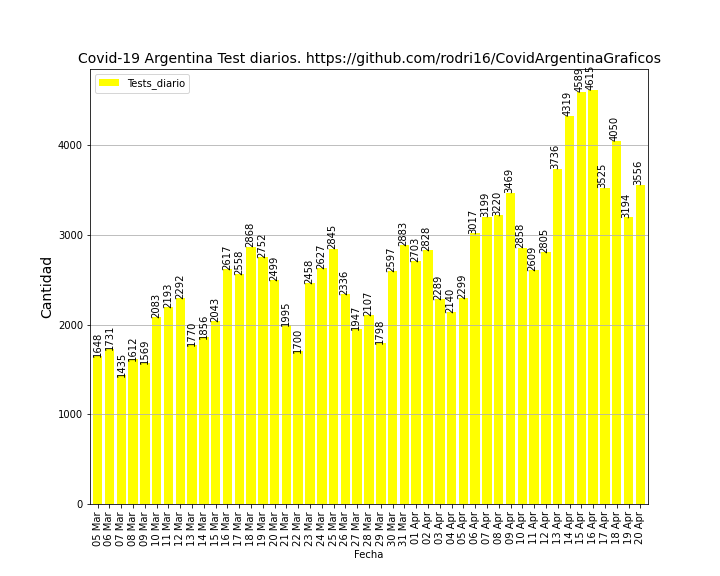 Covid-19 Argentina Test diarios. https://github.com/rodri16/CovidArgentinaGraficos
Tests_diario
Cantidad
4000
3000
2000
1000
0
1648
1731
1435
1612
1569
2083
2193
2292
1770
1856
2043
2617
2558
2868
2752
2499
1995
1700
2458
2627
2845
2336
1947
2107
1798
2597
2883
2703
2828
2289
2140
2299
3017
3199
3220
3469
2858
2609
2805
3736
4319
4589
4615
3525
4050
3194
3556
05 Mar
06 Mar
07 Mar
08 Mar
09 Mar
10 Mar
11 Mar
12 Mar
13 Mar
14 Mar
15 Mar
16 Mar
17 Mar
18 Mar
19 Mar
20 Mar
21 Mar
22 Mar
23 Mar
24 Mar
25 Mar
26 Mar
27 Mar
28 Mar
29 Mar
30 Mar
31 Mar
01 Apr
02 Apr
03 Apr
04 Apr
05 Apr
06 Apr
07 Apr
08 Apr
09 Apr
10 Apr
11 Apr
12 Apr
13 Apr
14 Apr
15 Apr
16 Apr
17 Apr
18 Apr
19 Apr
20 Apr
Fecha